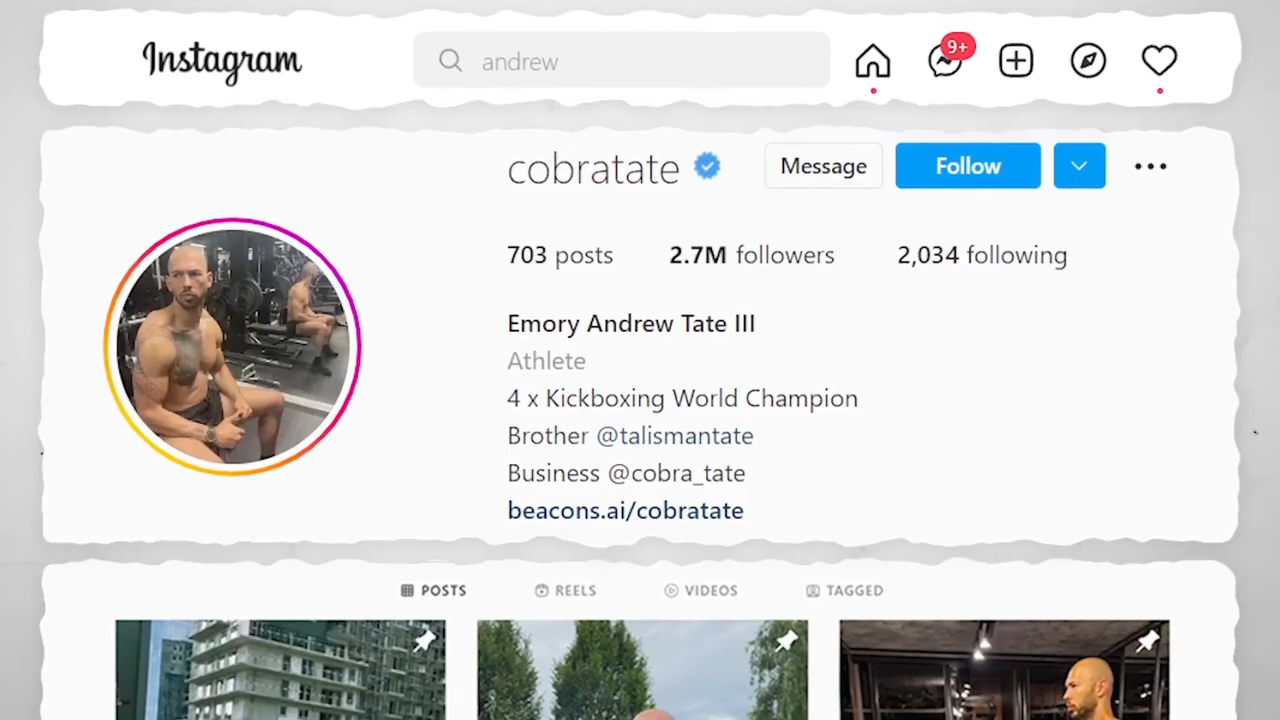 Instagram
andrew
9+
cobratate
Message
Follow
703 posts 2.7M followers 2,034 following
Emory Andrew Tate III
Athlete
4 x Kickboxing World Champion
Brother @talismantate
Business @cobra_tate
beacons.ai/cobratate
POSTS REELS VIDEOS TAGGED